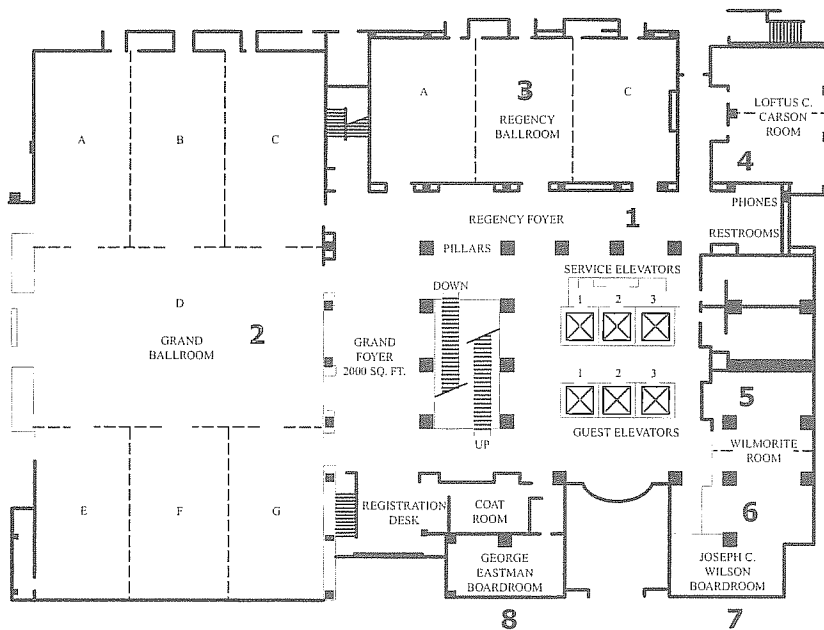 A
B
C
A
3
REGENCY
BALLROOM
C
LOFTUS C.
CARSON
ROOM
4
PHONES
REGENCY FOYER
1
RESTROOMS
PILLARS
SERVICE ELEVATORS
DOWN
1 2 3
D
GRAND
BALLROOM
2
GRAND
FOYER
2000 SQ. FT.
1 2 3
5
GUEST ELEVATORS
UP
WILMORITE
ROOM
E
F
G
REGISTRATION
DESK
COAT
ROOM
6
GEORGE
EASTMAN
BOARDROOM
JOSEPH C.
WILSON
BOARDROOM
8
7